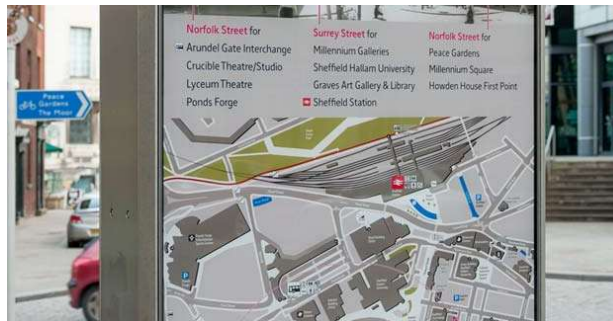 Norfolk Street for
Arundel Gate Interchange
Crucible Theatre/Studio
Lyceum Theatre
Ponds Forge
Surrey Street for
Millennium Galleries
Sheffield Hallam University
Graves Art Gallery & Library
Sheffield Station
Norfolk Street for
Peace Gardens
Millennium Square
Howden House First Point
Peace
Gardens
The Moor